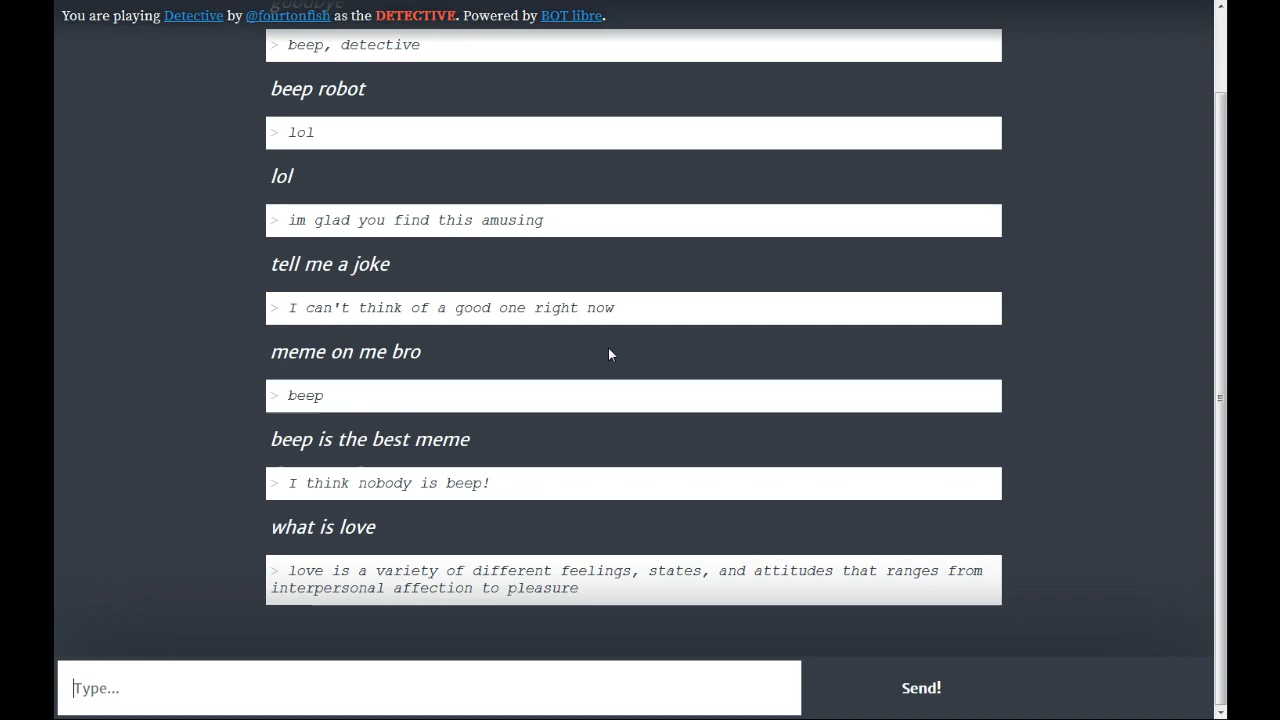 goodbye
You are playing Detective by @fourtonfish as the DETECTIVE. Powered by BOT libre.
> beep, detective
beep robot
> lol
lol
> im glad you find this amusing
tell me a joke
> I can't think of a good one right now
meme on me bro
> beep
beep is the best meme
> I think nobody is beep!
what is love
> love is a variety of different feelings, states, and attitudes that ranges from
interpersonal affection to pleasure
Type...
Send!